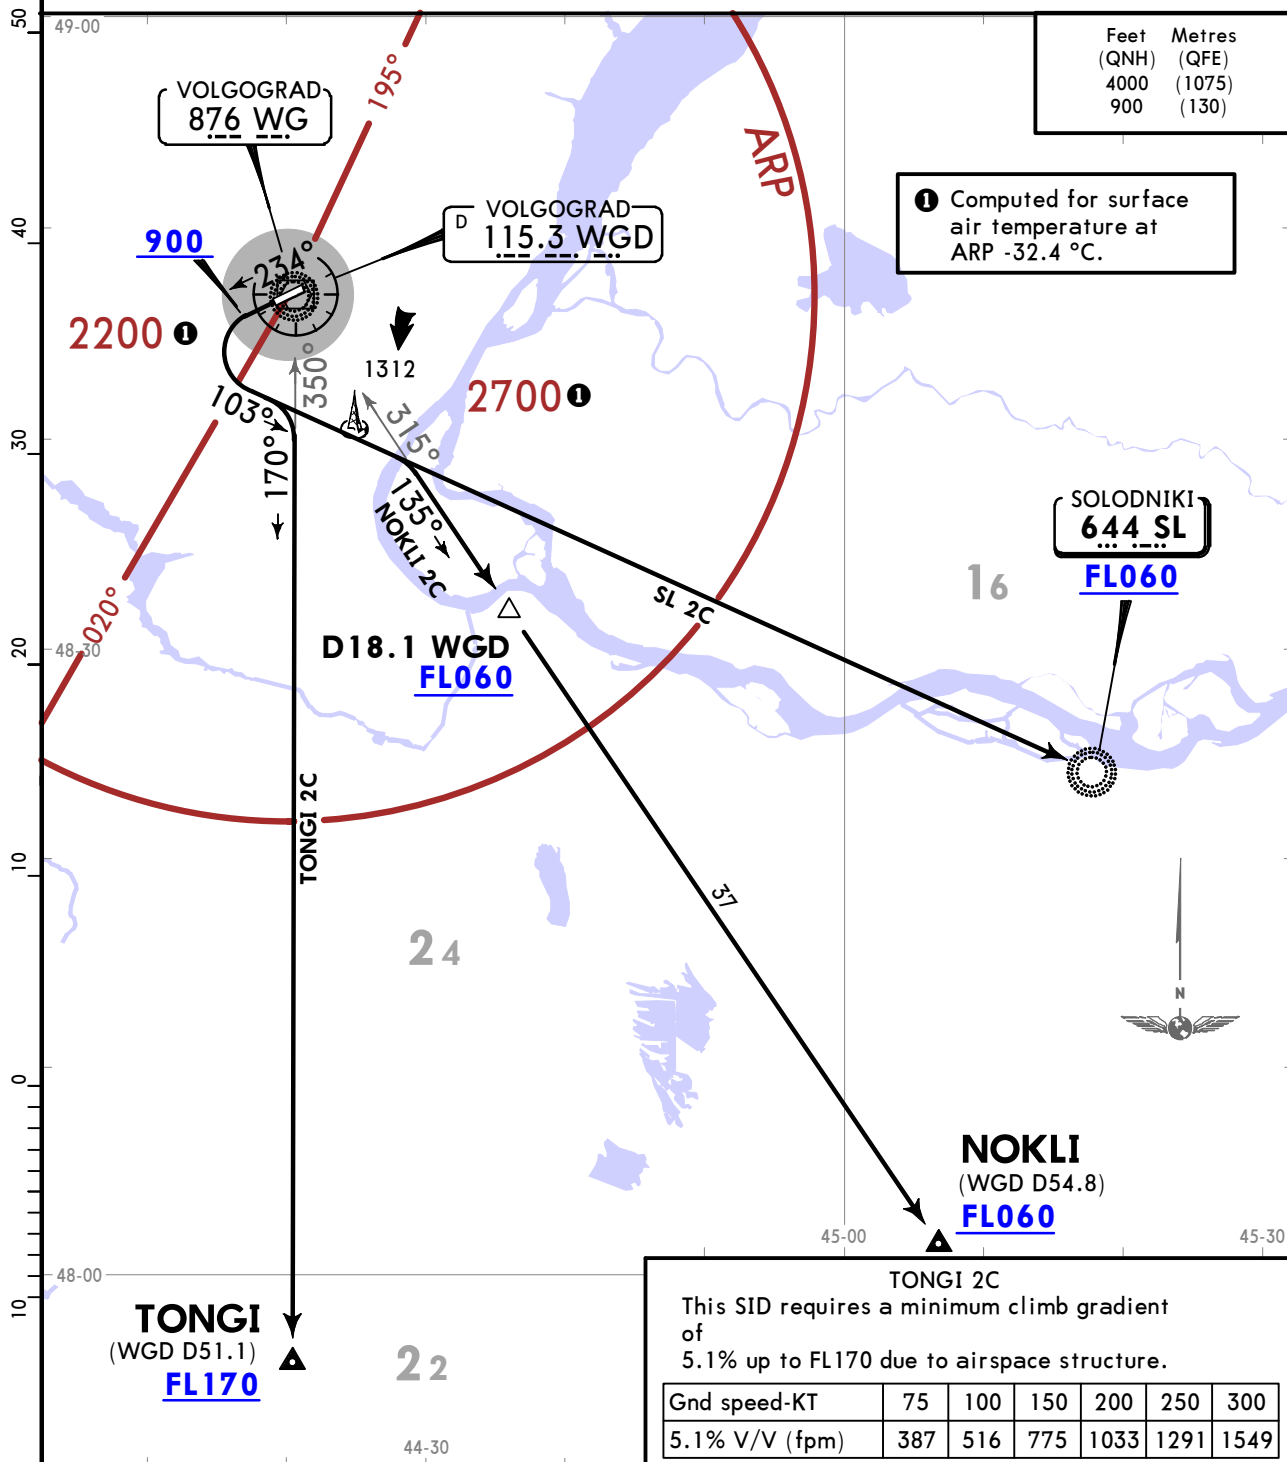 50
49-00
Feet Metres
(QNH) (QFE)
4000 (1075)
900 (130)
195°
VOLGOGRAD
876 WG
ARP
❶ Computed for surface
air temperature at
ARP -32.4 °C.
D VOLGOGRAD
115.3 WGD
40
900
234°
2200 ❶
350°
1312
2700 ❶
103°
315°
30
170°
135°
NOKLI 2C
SOLODNIKI
644 SL
FL060
16
020°
SL 2C
20
48-30
D18.1 WGD
FL060
TONGI 2C
10
37
24
N
0
NOKLI
(WGD D54.8)
FL060
45-00
45-30
48-00
10
TONGI
(WGD D51.1)
FL170
22
44-30
TONGI 2C
This SID requires a minimum climb gradient
of
5.1% up to FL170 due to airspace structure.
Gnd speed-KT 75 100 150 200 250 300
5.1% V/V (fpm) 387 516 775 1033 1291 1549